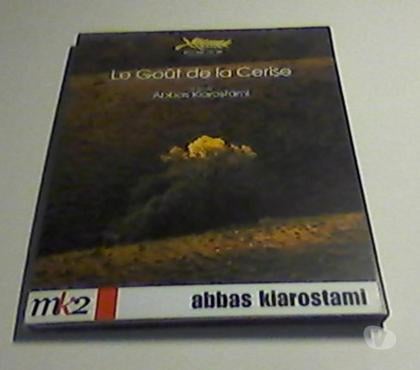 Le Goût de la Cerise
Abbas Kiarostami
mk2
abbas kiarostami